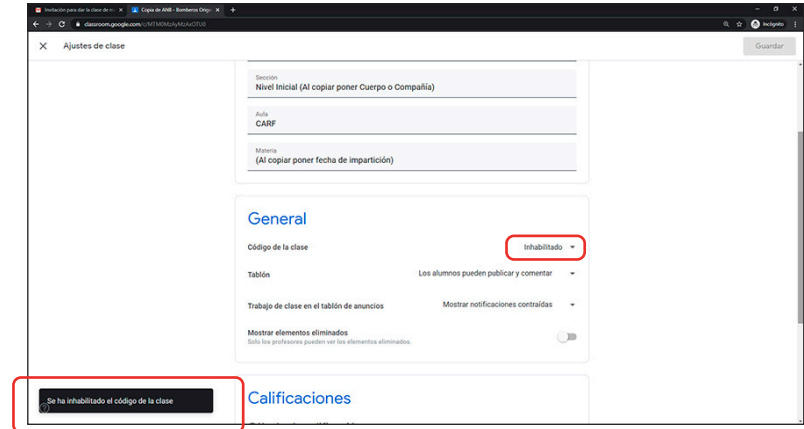 Invitación para dar la clase de m
Copia de ANB - Bomberos Orige
classroom.google.com/c/MTM0MzAyMzAxOTU0
Incógnito
Ajustes de clase
Guardar
Sección
Nivel Inicial (Al copiar poner Cuerpo o Compañía)
Aula
CARF
Materia
(Al copiar poner fecha de impartición)
General
Código de la clase
Inhabilitado
Tablón
Los alumnos pueden publicar y comentar
Trabajo de clase en el tablón de anuncios
Mostrar notificaciones contraídas
Mostrar elementos eliminados
Solo los profesores pueden ver los elementos eliminados.
Se ha inhabilitado el código de la clase
Calificaciones